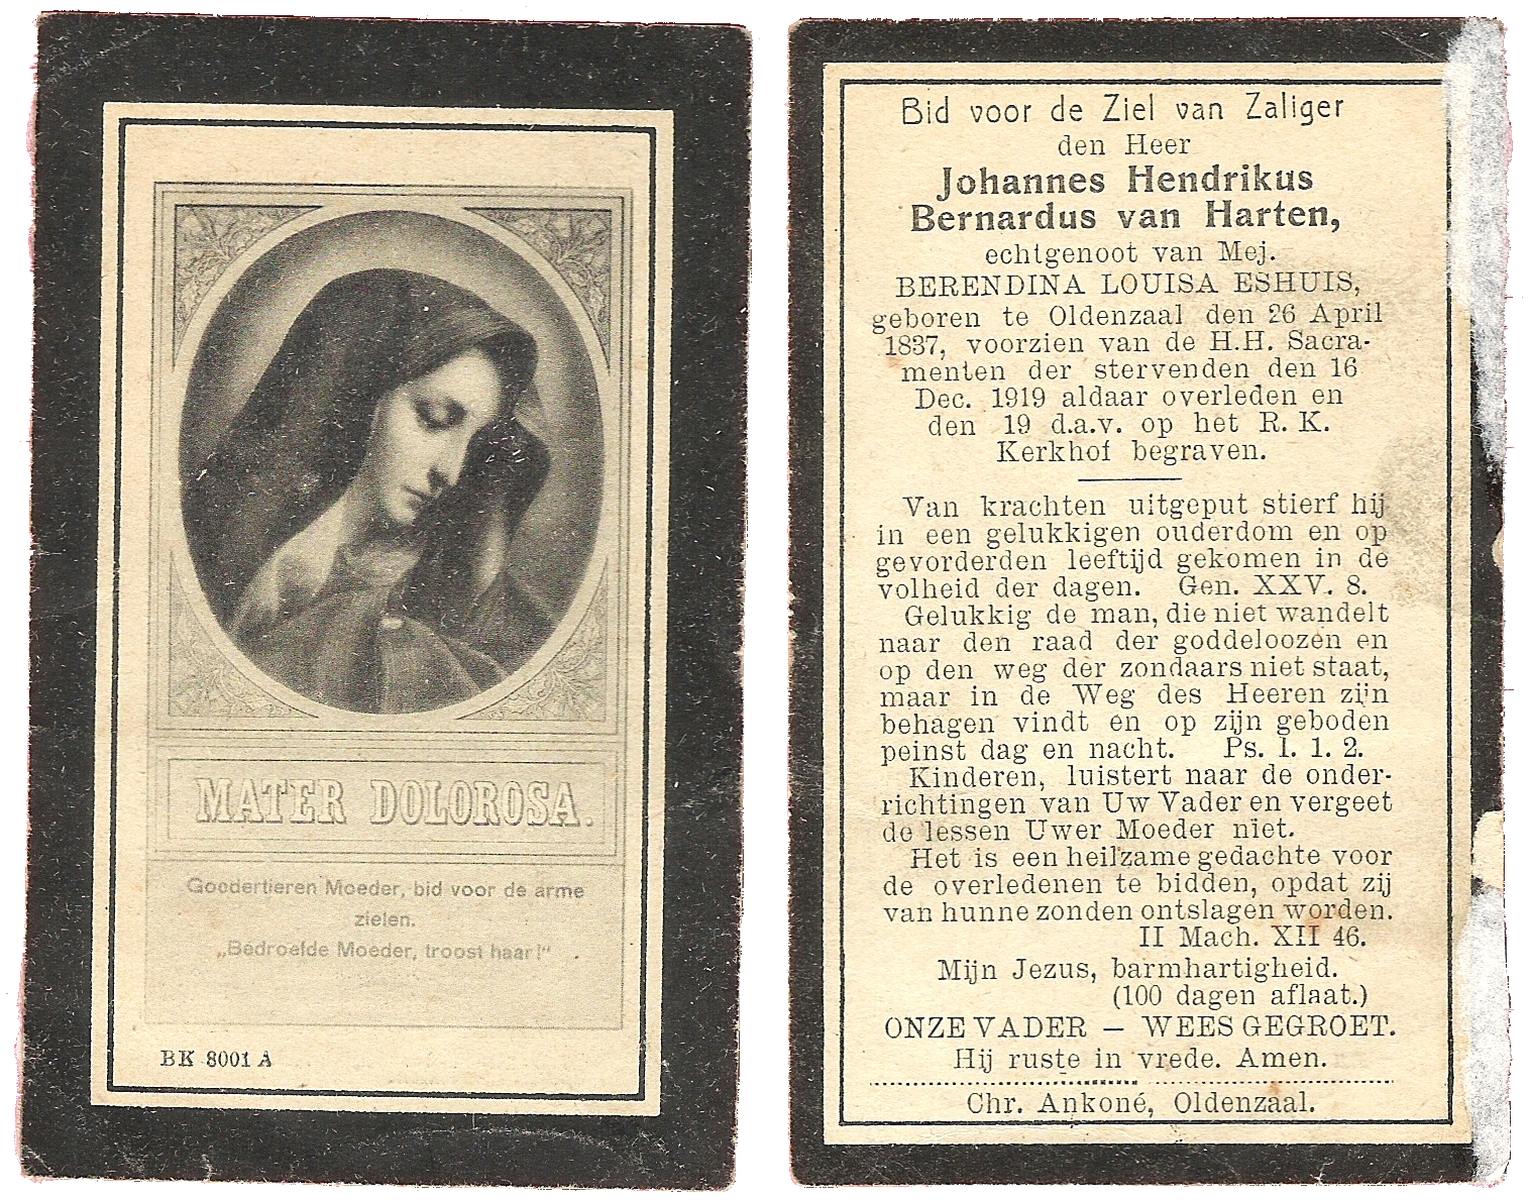 MATER DOLOROSA.
Goedertieren Moeder, bid voor de arme
zielen.
„Bedroefde Moeder, troost haar!“
BK 8001 A
Bid voor de Ziel van Zaliger
den Heer
Johannes Hendrikus
Bernardus van Harten,
echtgenoot van Mej.
BERENDINA LOUISA ESHUIS,
geboren te Oldenzaal den 26 April
1837, voorzien van de H.H. Sacra-
menten der stervenden den 16
Dec. 1919 aldaar overleden en
den 19 d.a.v. op het R. K.
Kerkhof begraven.
Van krachten uitgeput stierf hij
in een gelukkigen ouderdom en op
gevorderden leeftijd gekomen in de
volheid der dagen. Gen. XXV. 8.
Gelukkig de man, die niet wandelt
naar den raad der goddeloozen en
op den weg der zondaars niet staat,
maar in de Weg des Heeren zijn
behagen vindt en op zijn geboden
peinst dag en nacht. Ps. 1. 1. 2.
Kinderen, luistert naar de onder-
richtingen van Uw Vader en vergeet
de lessen Uwer Moeder niet.
Het is een heilzame gedachte voor
de overledenen te bidden, opdat zij
van hunne zonden ontslagen worden.
II Mach. XII 46.
Mijn Jezus, barmhartigheid.
(100 dagen aflaat.)
ONZE VADER — WEES GEGROET.
Hij ruste in vrede. Amen.
Chr. Ankoné, Oldenzaal.